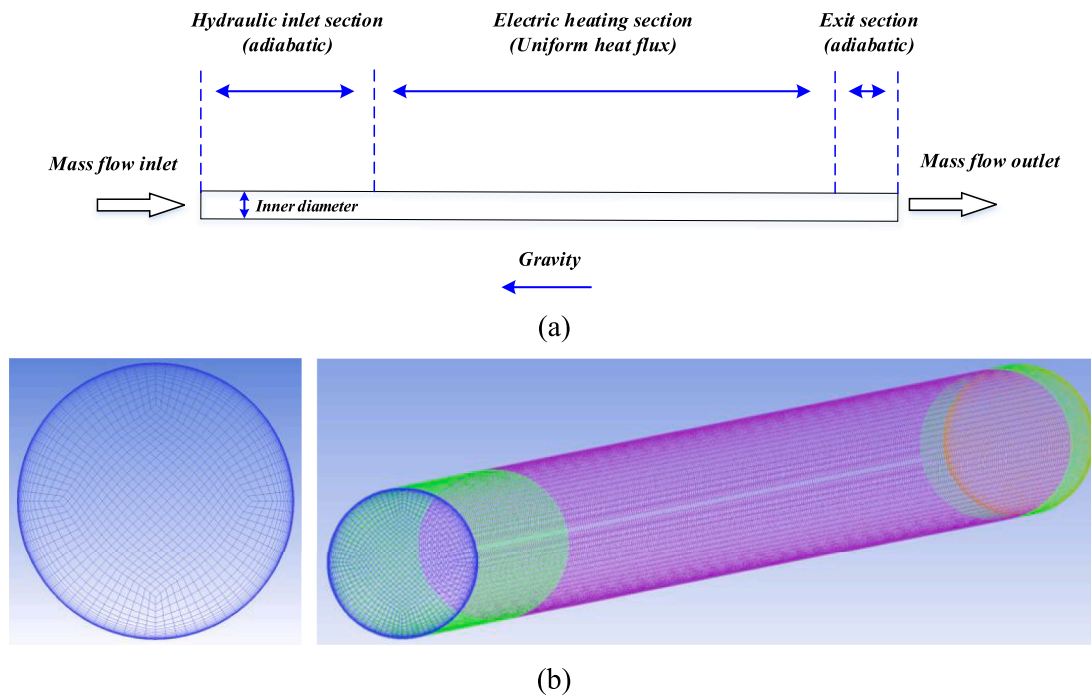 Hydraulic inlet section
(adiabatic)
Electric heating section
(Uniform heat flux)
Exit section
(adiabatic)
Mass flow inlet
Mass flow outlet
Inner diameter
Gravity
(a)
(b)